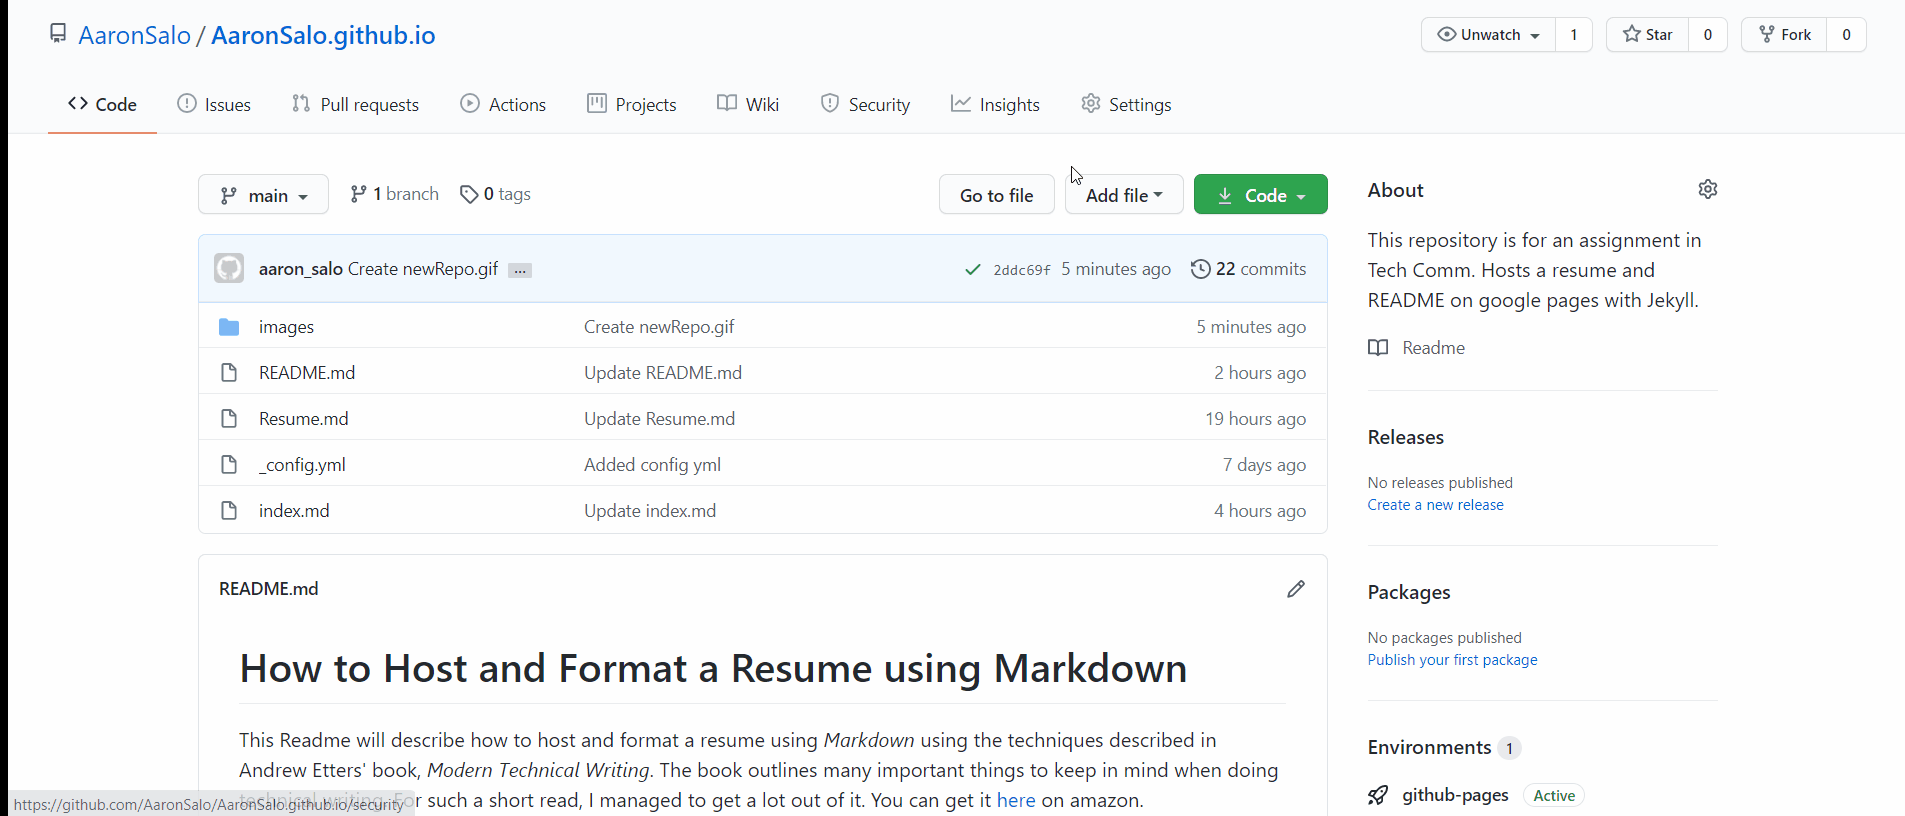 AaronSalo / AaronSalo.github.io
Unwatch 1 Star 0 Fork 0
Code Issues Pull requests Actions Projects Wiki Security Insights Settings
main 1 branch 0 tags Go to file Add file Code
aaron_salo Create newRepo.gif ... 2ddc69f 5 minutes ago 22 commits
images Create newRepo.gif 5 minutes ago
README.md Update README.md 2 hours ago
Resume.md Update Resume.md 19 hours ago
_config.yml Added config yml 7 days ago
index.md Update index.md 4 hours ago
README.md
How to Host and Format a Resume using Markdown
This Readme will describe how to host and format a resume using Markdown using the techniques described in
Andrew Etters' book, Modern Technical Writing. The book outlines many important things to keep in mind when doing
technical writing. For such a short read, I managed to get a lot out of it. You can get it here on amazon.
https://github.com/AaronSalo/AaronSalo.github.io/security
About
This repository is for an assignment in
Tech Comm. Hosts a resume and
README on google pages with Jekyll.
Readme
Releases
No releases published
Create a new release
Packages
No packages published
Publish your first package
Environments 1
github-pages Active